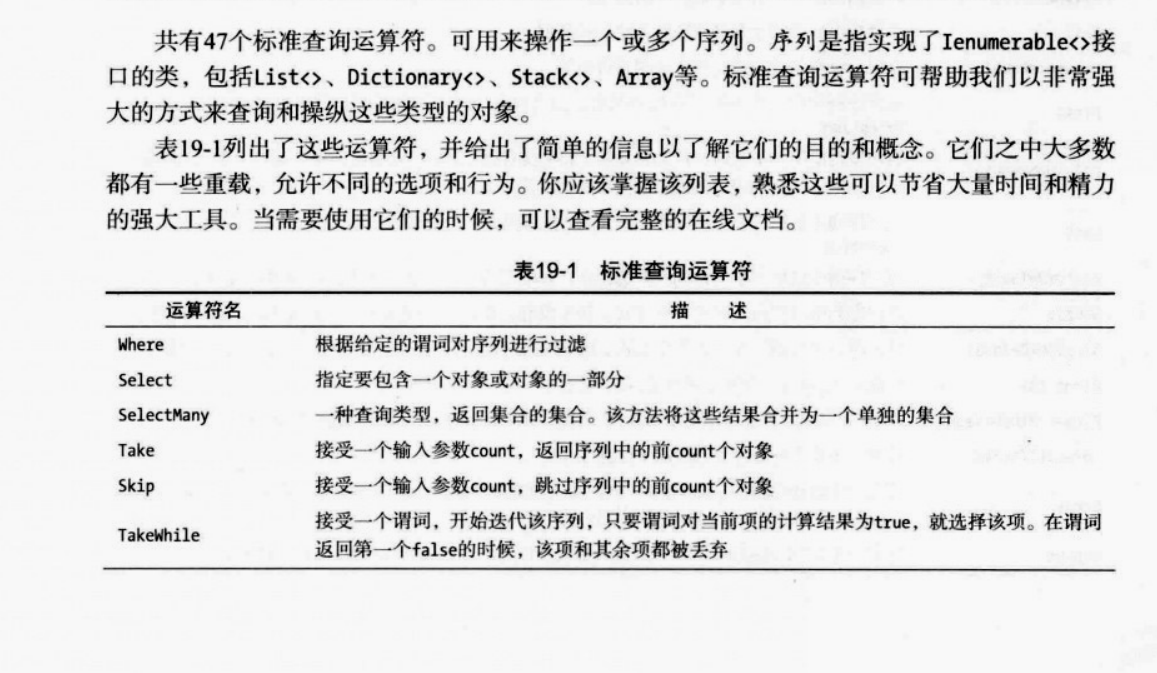 共有47个标准查询运算符。可用来操作一个或多个序列。序列是指实现了Ienumerable<>接
口的类，包括List<>、Dictionary<>、Stack<>、Array等。标准查询运算符可帮助我们以非常强
大的方式来查询和操纵这些类型的对象。
表19-1列出了这些运算符，并给出了简单的信息以了解它们的目的和概念。它们之中大多数
都有一些重载，允许不同的选项和行为。你应该掌握该列表，熟悉这些可以节省大量时间和精力
的强大工具。当需要使用它们的时候，可以查看完整的在线文档。
表19-1 标准查询运算符
运算符名 描 述
Where 根据给定的谓词对序列进行过滤
Select 指定要包含一个对象或对象的一部分
SelectMany 一种查询类型，返回集合的集合。该方法将这些结果合并为一个单独的集合
Take 接受一个输入参数count，返回序列中的前count个对象
Skip 接受一个输入参数count，跳过序列中的前count个对象
TakeWhile 接受一个谓词，开始迭代该序列，只要谓词对当前项的计算结果为true，就选择该项。在谓词
返回第一个false的时候，该项和其余项都被丢弃